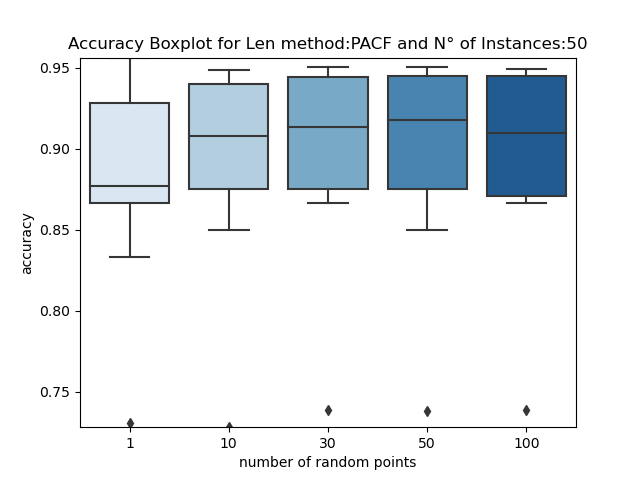 Accuracy Boxplot for Len method:PACF and N° of Instances:50
0.95
0.90
0.85
0.80
0.75
accuracy
1 10 30 50 100
number of random points